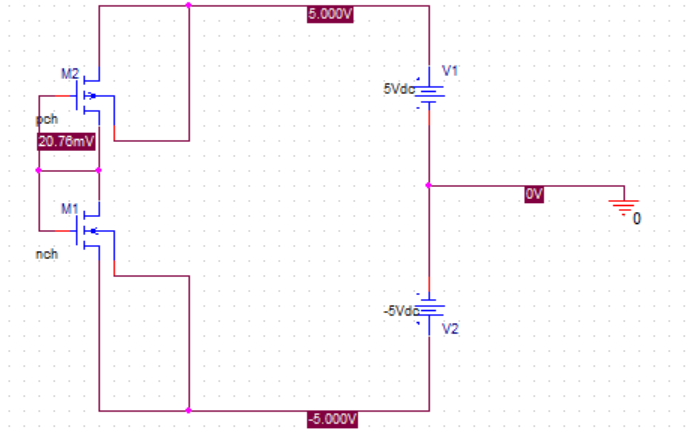 5.000V
M2
V1
5Vdc
pch
20.76mV
0V
M1
0
nch
-5Vdc
V2
-5.000V